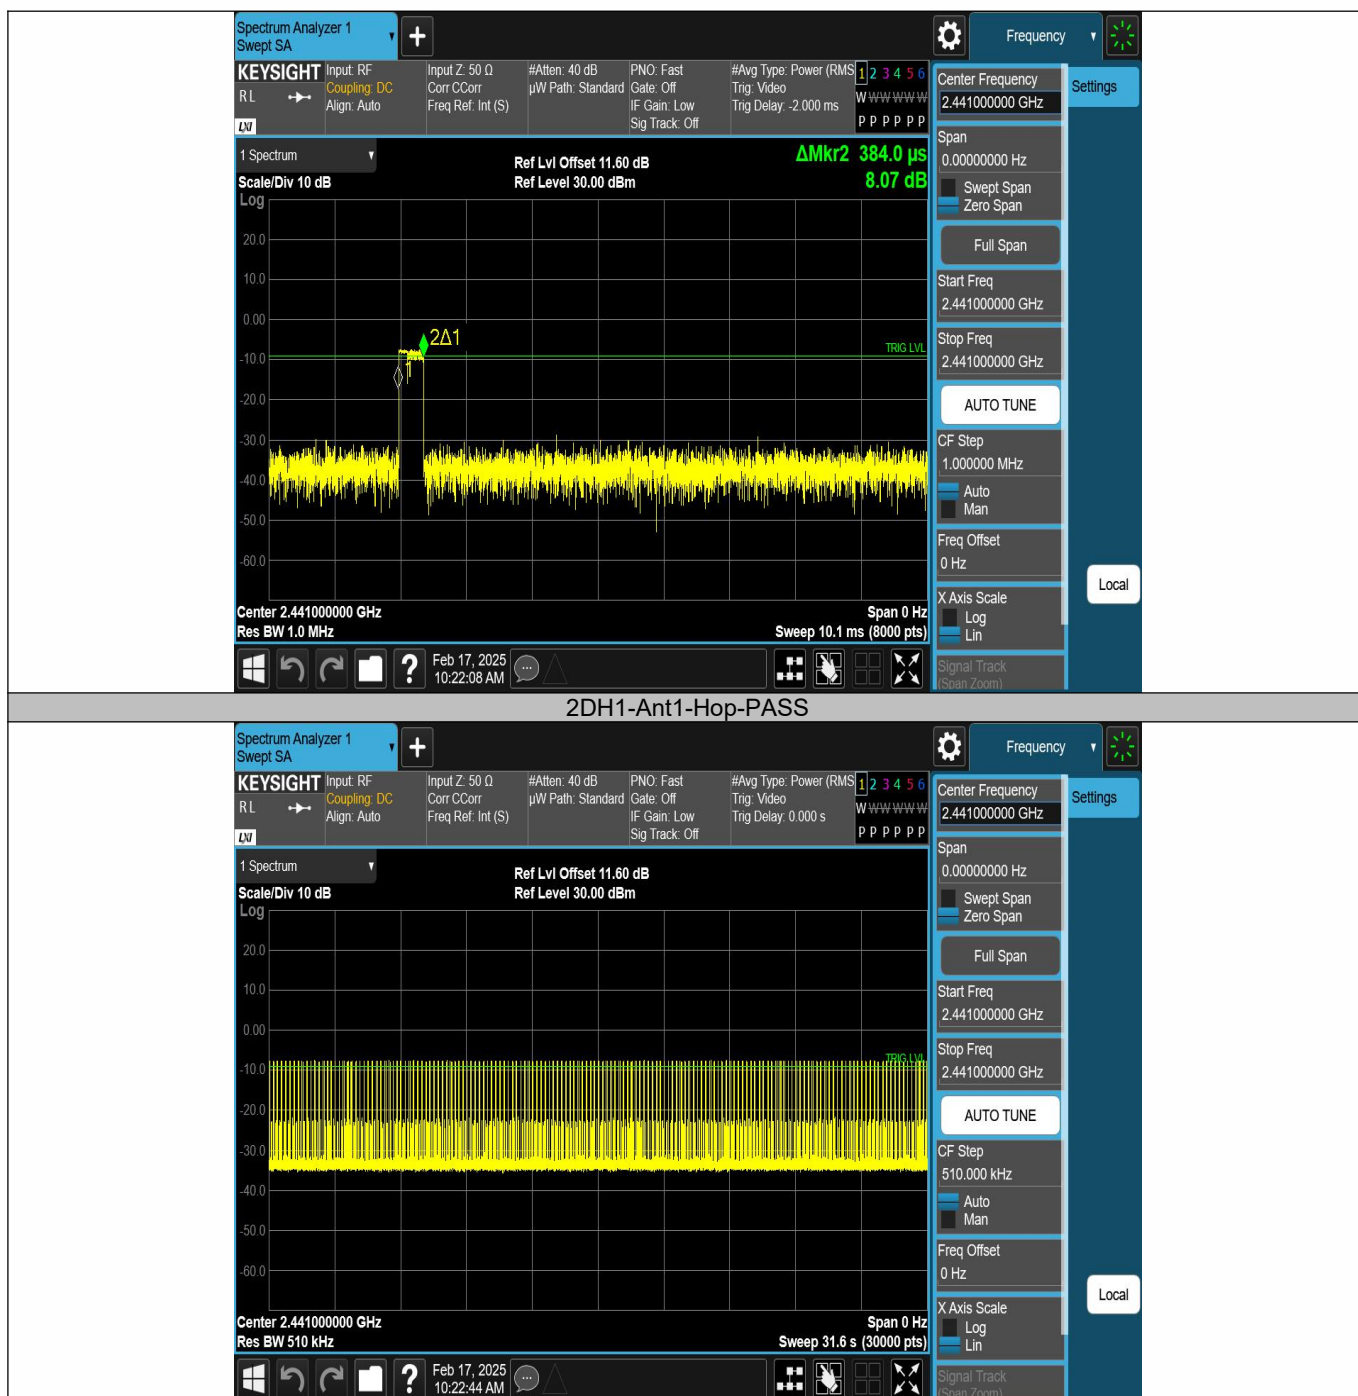 Spectrum Analyzer 1
Swept SA
+
Frequency
KEYSIGHT
RL
LXI
Input: RF
Coupling: DC
Align: Auto
Input Z: 50 Ω
Corr CCorr
Freq Ref: Int (S)
#Atten: 40 dB
µW Path: Standard
PNO: Fast
Gate: Off
IF Gain: Low
Sig Track: Off
#Avg Type: Power (RMS
Trig: Video
Trig Delay: -2.000 ms
1 2 3 4 5 6
W W W W W W
P P P P P P
Center Frequency
2.441000000 GHz
Settings
Span
0.00000000 Hz
Swept Span
Zero Span
Full Span
Start Freq
2.441000000 GHz
Stop Freq
2.441000000 GHz
AUTO TUNE
CF Step
1.000000 MHz
Auto
Man
Freq Offset
0 Hz
X Axis Scale
Log
Lin
Signal Track
(Span Zoom)
Local
1 Spectrum
Scale/Div 10 dB
Log
Ref Lvl Offset 11.60 dB
Ref Level 30.00 dBm
ΔMkr2 384.0 µs
8.07 dB
20.0
10.0
0.00
-10.0
-20.0
-30.0
-40.0
-50.0
-60.0
2Δ1
TRIG LVL
Center 2.441000000 GHz
Res BW 1.0 MHz
Span 0 Hz
Sweep 10.1 ms (8000 pts)
?
Feb 17, 2025
10:22:08 AM
2DH1-Ant1-Hop-PASS
Spectrum Analyzer 1
Swept SA
+
Frequency
KEYSIGHT
RL
LXI
Input: RF
Coupling: DC
Align: Auto
Input Z: 50 Ω
Corr CCorr
Freq Ref: Int (S)
#Atten: 40 dB
µW Path: Standard
PNO: Fast
Gate: Off
IF Gain: Low
Sig Track: Off
#Avg Type: Power (RMS
Trig: Video
Trig Delay: 0.000 s
1 2 3 4 5 6
W W W W W W
P P P P P P
Center Frequency
2.441000000 GHz
Settings
Span
0.00000000 Hz
Swept Span
Zero Span
Full Span
Start Freq
2.441000000 GHz
Stop Freq
2.441000000 GHz
AUTO TUNE
CF Step
510.000 kHz
Auto
Man
Freq Offset
0 Hz
X Axis Scale
Log
Lin
Signal Track
(Span Zoom)
Local
1 Spectrum
Scale/Div 10 dB
Log
Ref Lvl Offset 11.60 dB
Ref Level 30.00 dBm
20.0
10.0
0.00
-10.0
-20.0
-30.0
-40.0
-50.0
-60.0
TRIG LVL
Center 2.441000000 GHz
Res BW 510 kHz
Span 0 Hz
Sweep 31.6 s (30000 pts)
?
Feb 17, 2025
10:22:44 AM